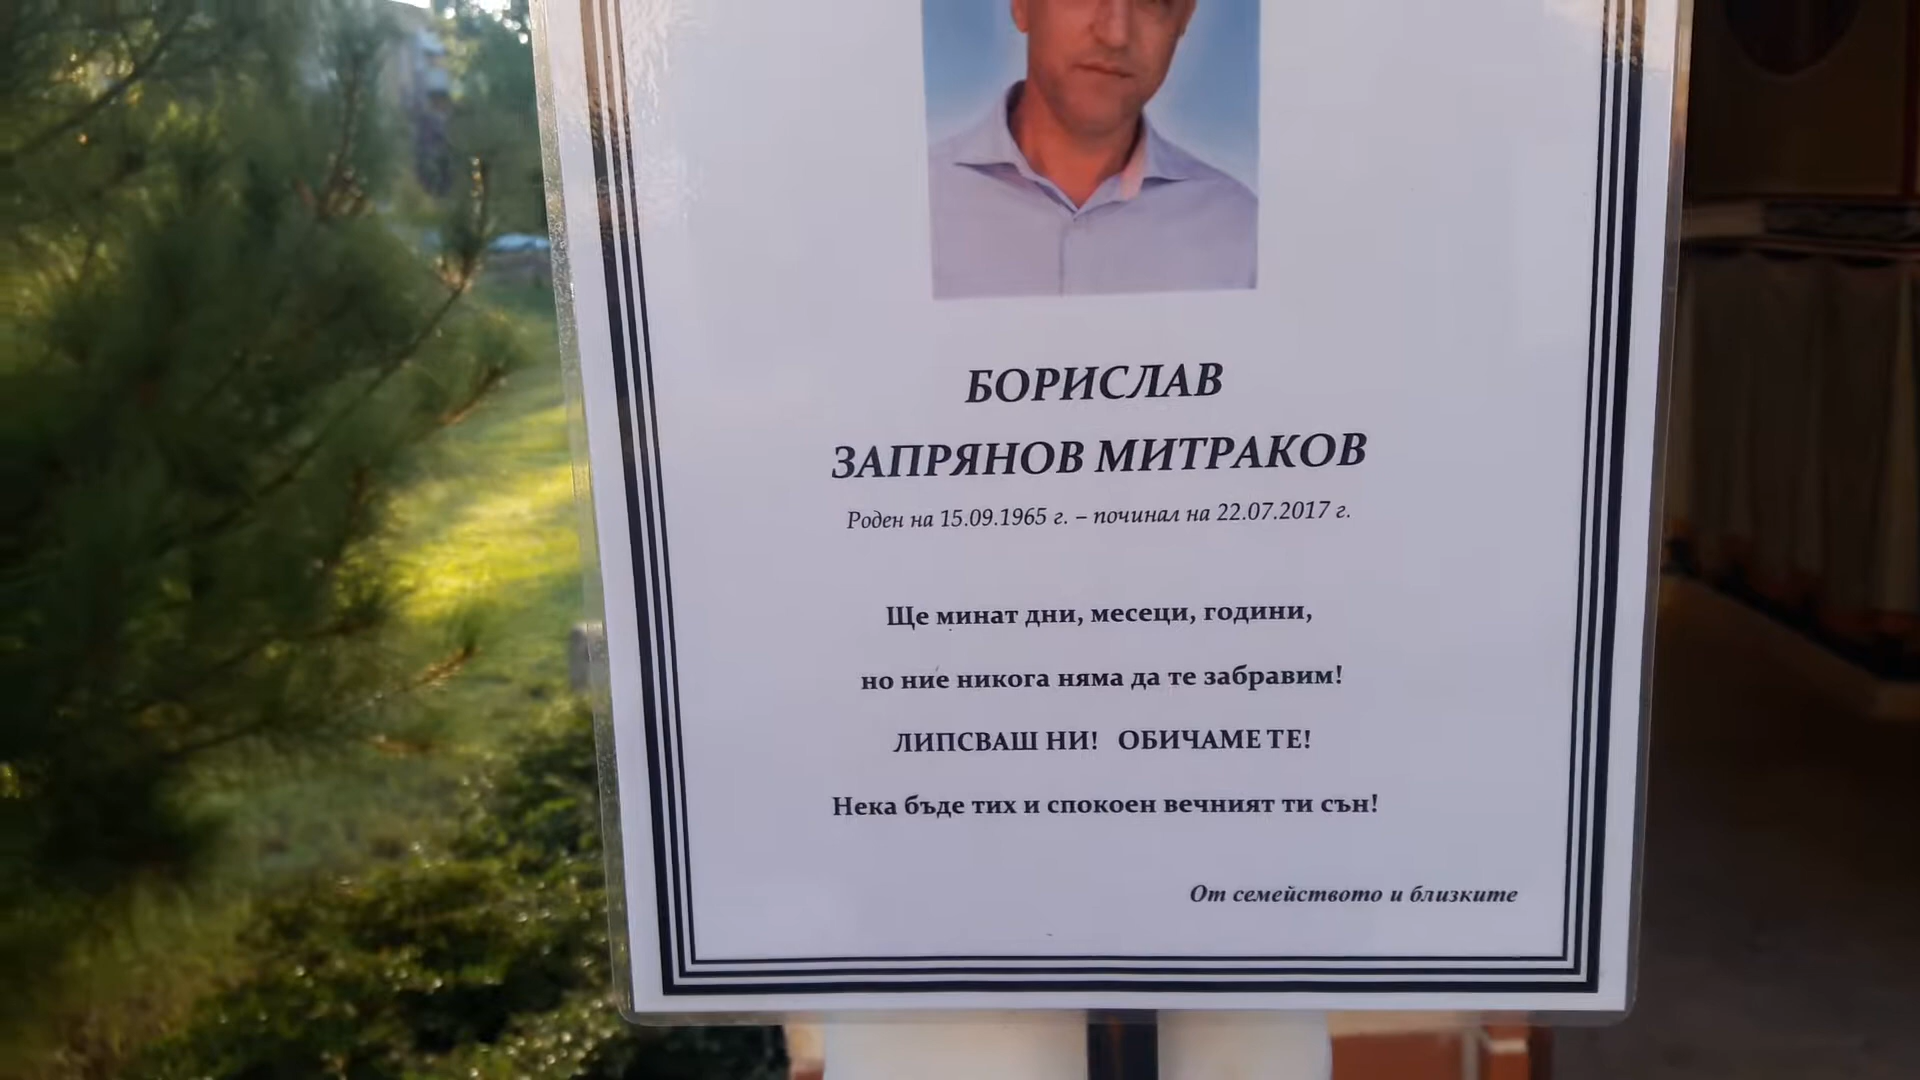 БОРИСЛАВ
ЗАПРЯНОВ МИТРАКОВ
Роден на 15.09.1965 г. – починал на 22.07.2017 г.
Ще минат дни, месеци, години,
но ние никога няма да те забравим!
ЛИПСВАШ НИ! ОБИЧАМЕ ТЕ!
Нека бъде тих и спокоен вечният ти сън!
От семейството и близките